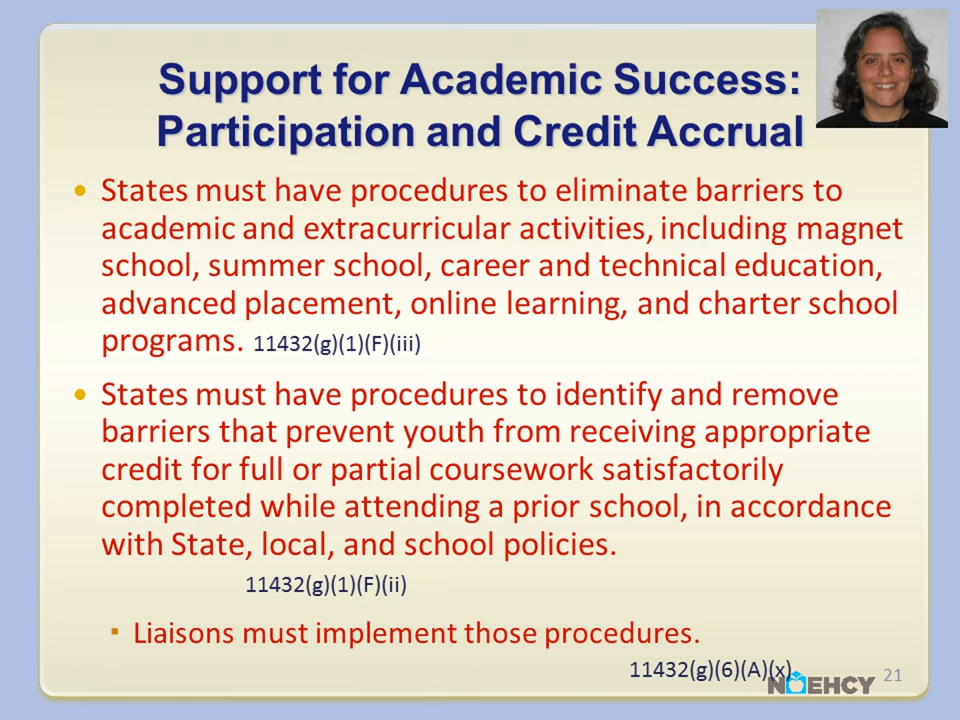 Support for Academic Success:
Participation and Credit Accrual
• States must have procedures to eliminate barriers to
academic and extracurricular activities, including magnet
school, summer school, career and technical education,
advanced placement, online learning, and charter school
programs. 11432(g)(1)(F)(iii)
• States must have procedures to identify and remove
barriers that prevent youth from receiving appropriate
credit for full or partial coursework satisfactorily
completed while attending a prior school, in accordance
with State, local, and school policies.
11432(g)(1)(F)(ii)
▪ Liaisons must implement those procedures.
11432(g)(6)(A)(x)
NAEHCY 21